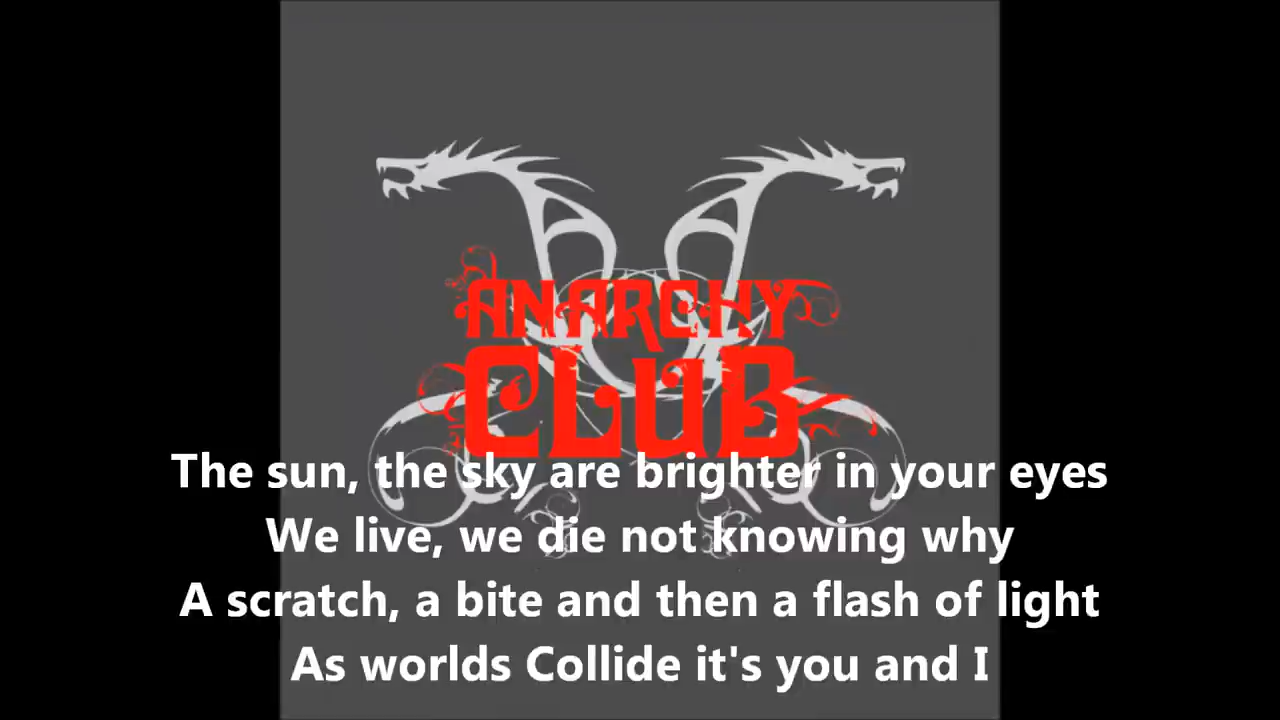 ANARCHY
CLUB
The sun, the sky are brighter in your eyes
We live, we die not knowing why
A scratch, a bite and then a flash of light
As worlds Collide it's you and I